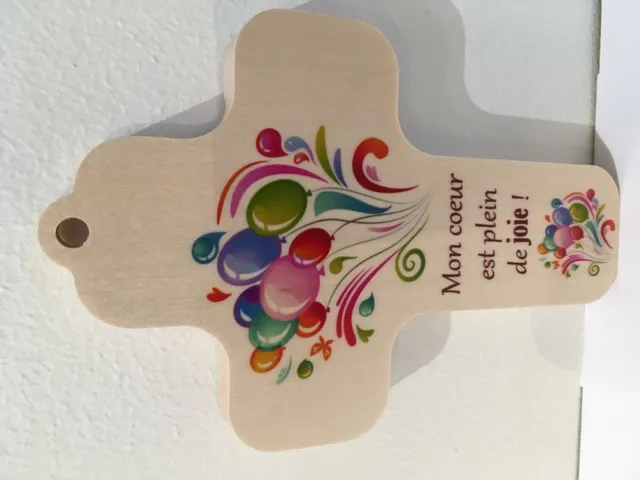 Mon coeur
est plein
de joie !